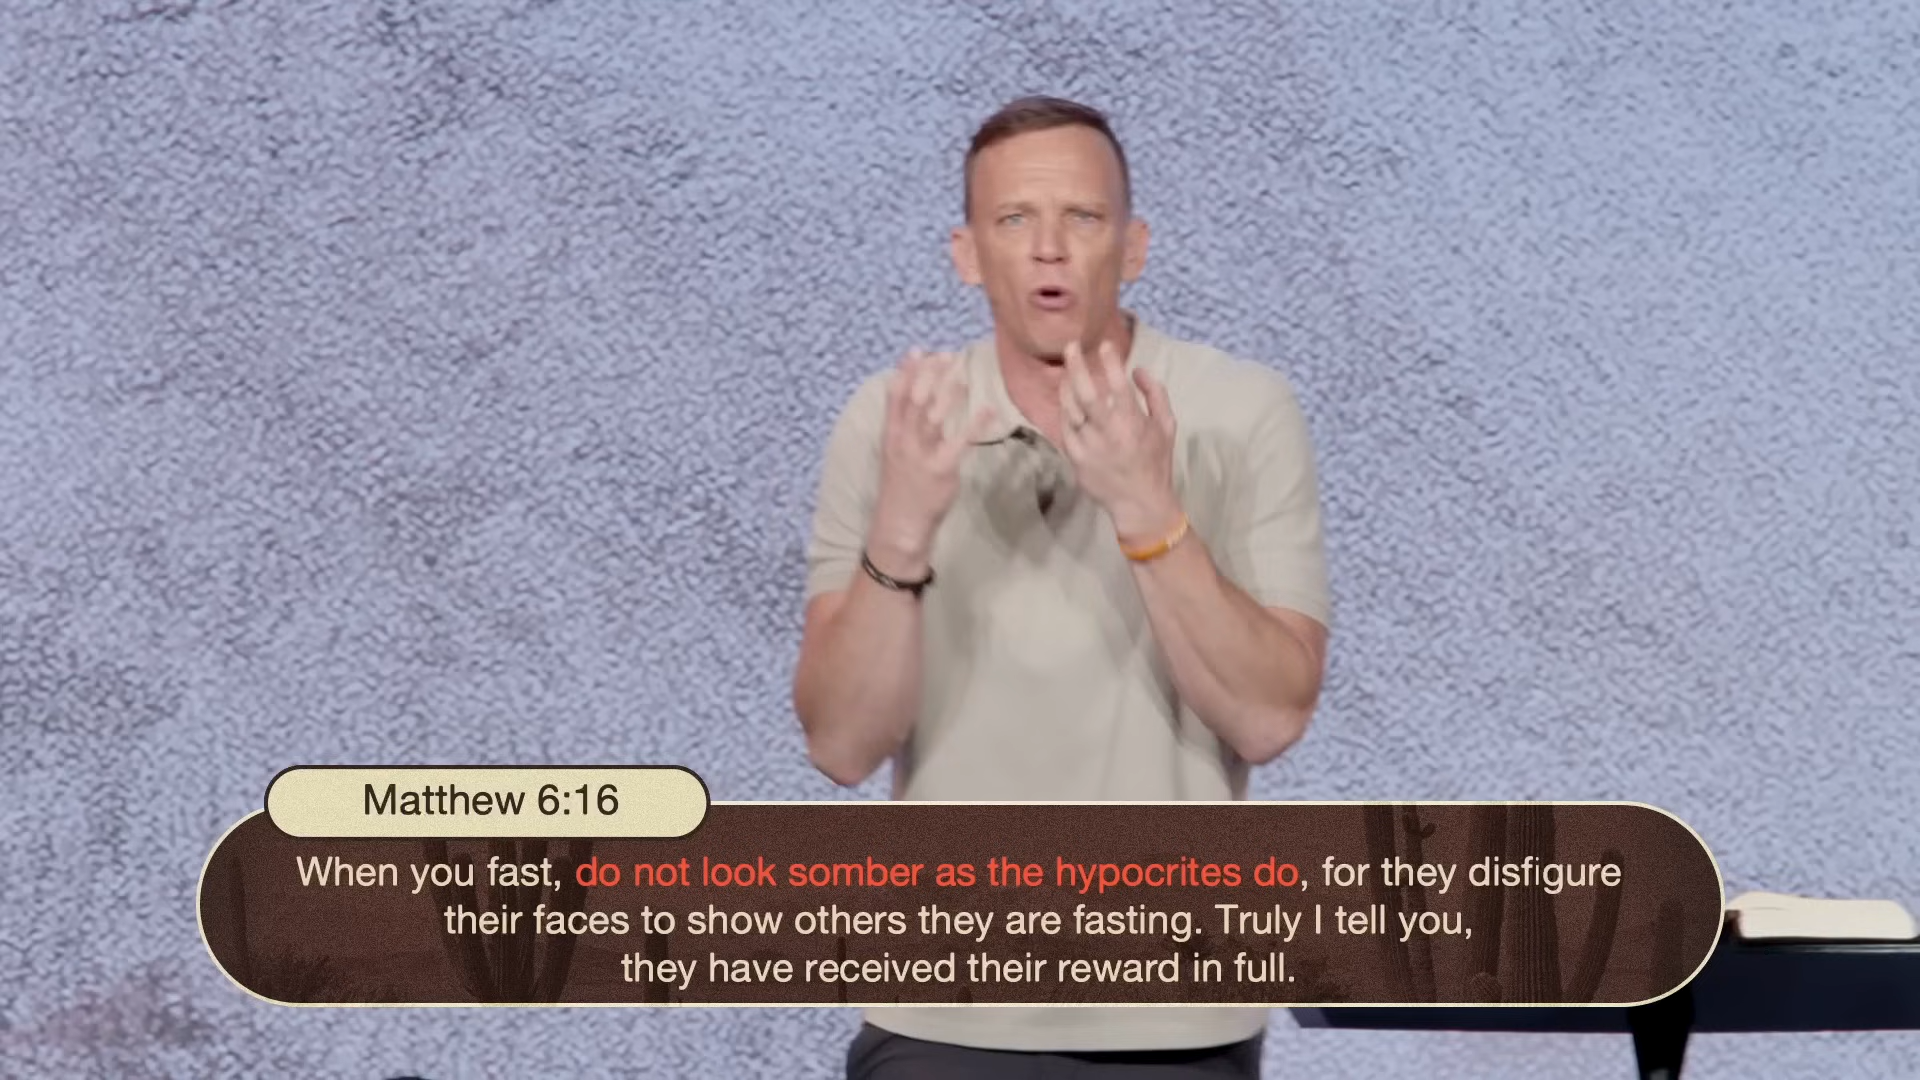 Matthew 6:16
When you fast, do not look somber as the hypocrites do, for they disfigure
their faces to show others they are fasting. Truly I tell you,
they have received their reward in full.